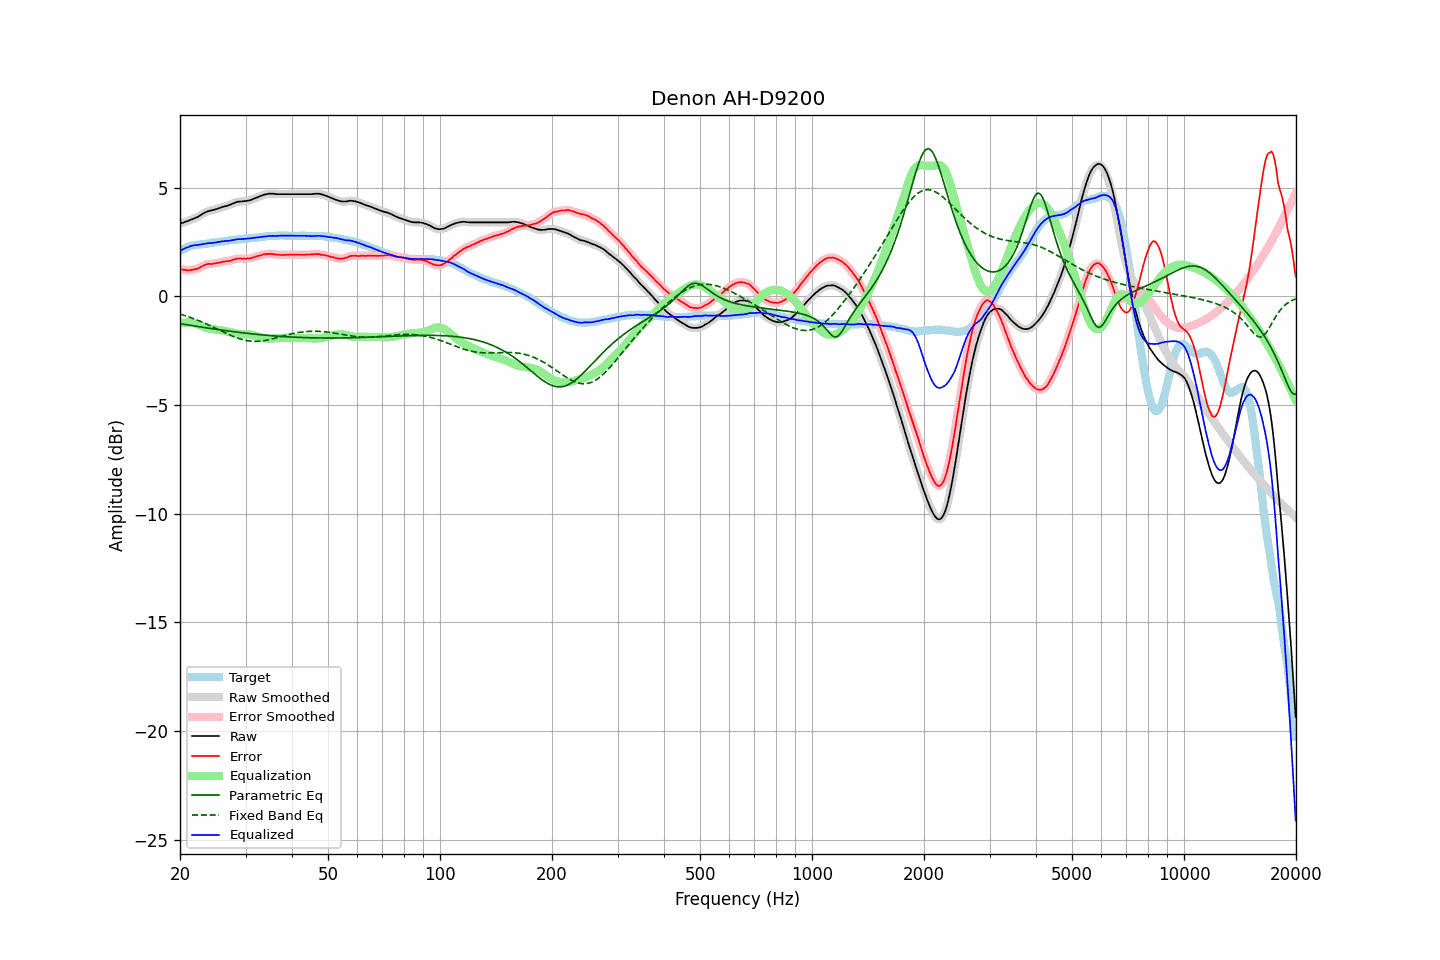 Denon AH-D9200
Amplitude (dBr)
5
0
−5
−10
−15
−20
−25
Target
Raw Smoothed
Error Smoothed
Raw
Error
Equalization
Parametric Eq
Fixed Band Eq
Equalized
20 50 100 200 500 1000 2000 5000 10000 20000
Frequency (Hz)